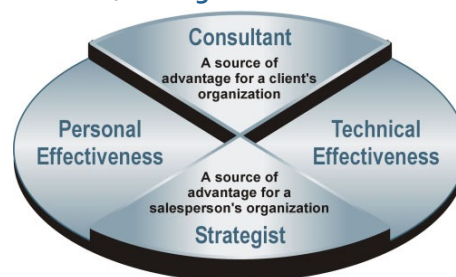 Consultant
A source of
advantage for a client's
organization
Personal
Effectiveness
Technical
Effectiveness
A source of
advantage for a
salesperson's organization
Strategist